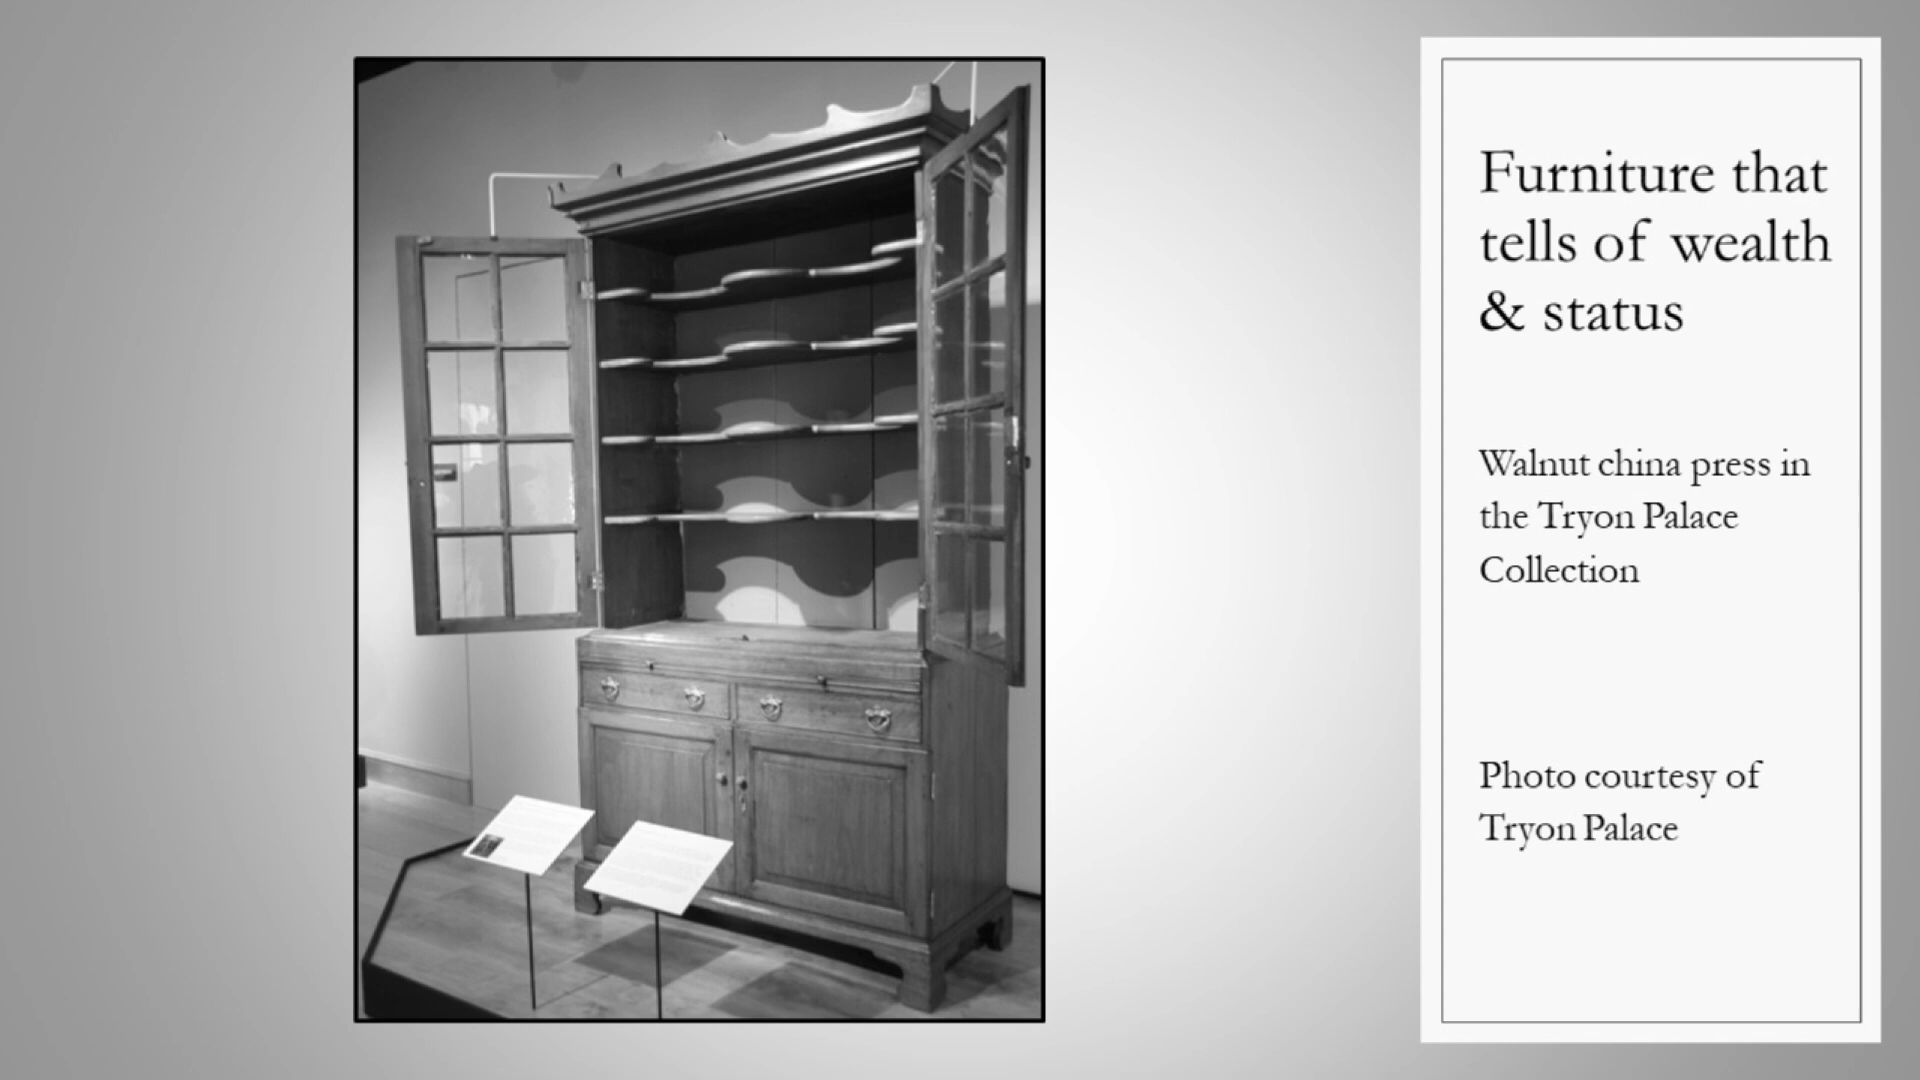 Furniture that
tells of wealth
& status
Walnut china press in
the Tryon Palace
Collection
Photo courtesy of
Tryon Palace